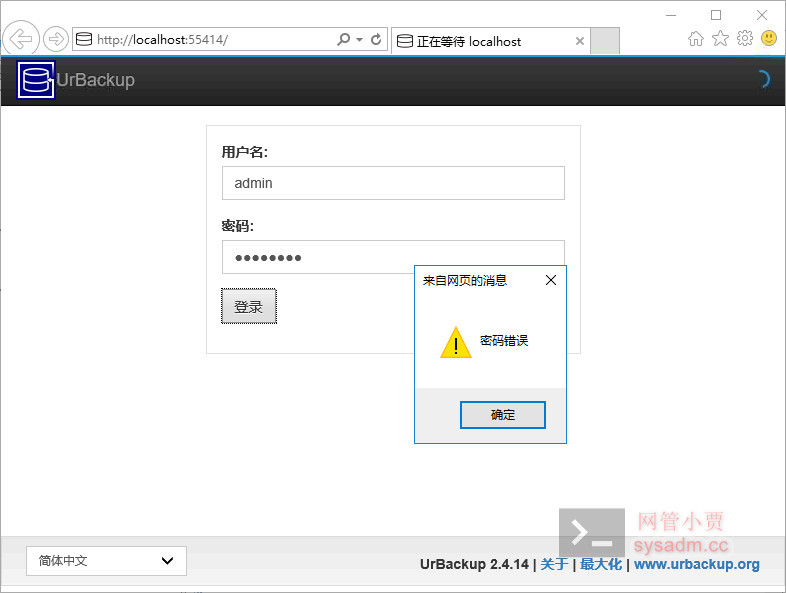 http://localhost:55414/
正在等待 localhost
UrBackup
用户名:
admin
密码:
●●●●●●●●
登录
来自网页的消息
密码错误
确定
网管小贾
sysadm.cc
简体中文
UrBackup 2.4.14 | 关于 | 最大化 | www.urbackup.org